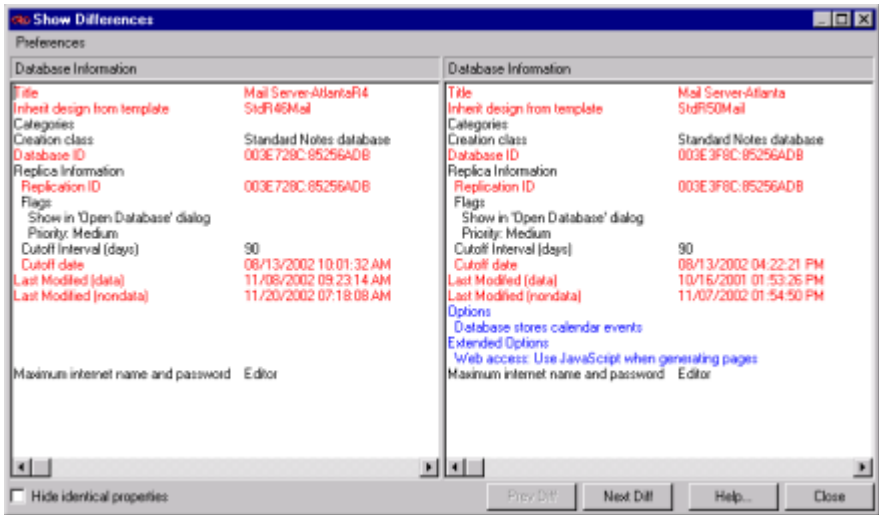 Show Differences
Preferences
Database Information
Title Mail Server-AtlantaR4
Inherit design from template StdR46Mail
Categories
Creation class Standard Notes database
Database ID 003E728C:85256ADB
Replica Information
Replication ID 003E728C:85256ADB
Flags
Show in 'Open Database' dialog
Priority: Medium
Cutoff Interval (days) 90
Cutoff date 08/13/2002 10:01:32 AM
Last Modified (data) 11/08/2002 09:23:14 AM
Last Modified (nondata) 11/20/2002 07:18:08 AM
Maximum internet name and password Editor
Database Information
Title Mail Server-Atlanta
Inherit design from template StdR50Mail
Categories
Creation class Standard Notes database
Database ID 003E3F8C:85256ADB
Replica Information
Replication ID 003E3F8C:85256ADB
Flags
Show in 'Open Database' dialog
Priority: Medium
Cutoff Interval (days) 90
Cutoff date 08/13/2002 04:22:21 PM
Last Modified (data) 10/16/2001 01:53:26 PM
Last Modified (nondata) 11/07/2002 01:54:50 PM
Options
Database stores calendar events
Extended Options
Web access: Use JavaScript when generating pages
Maximum internet name and password Editor
Hide identical properties
Prev Diff
Next Diff
Help...
Close